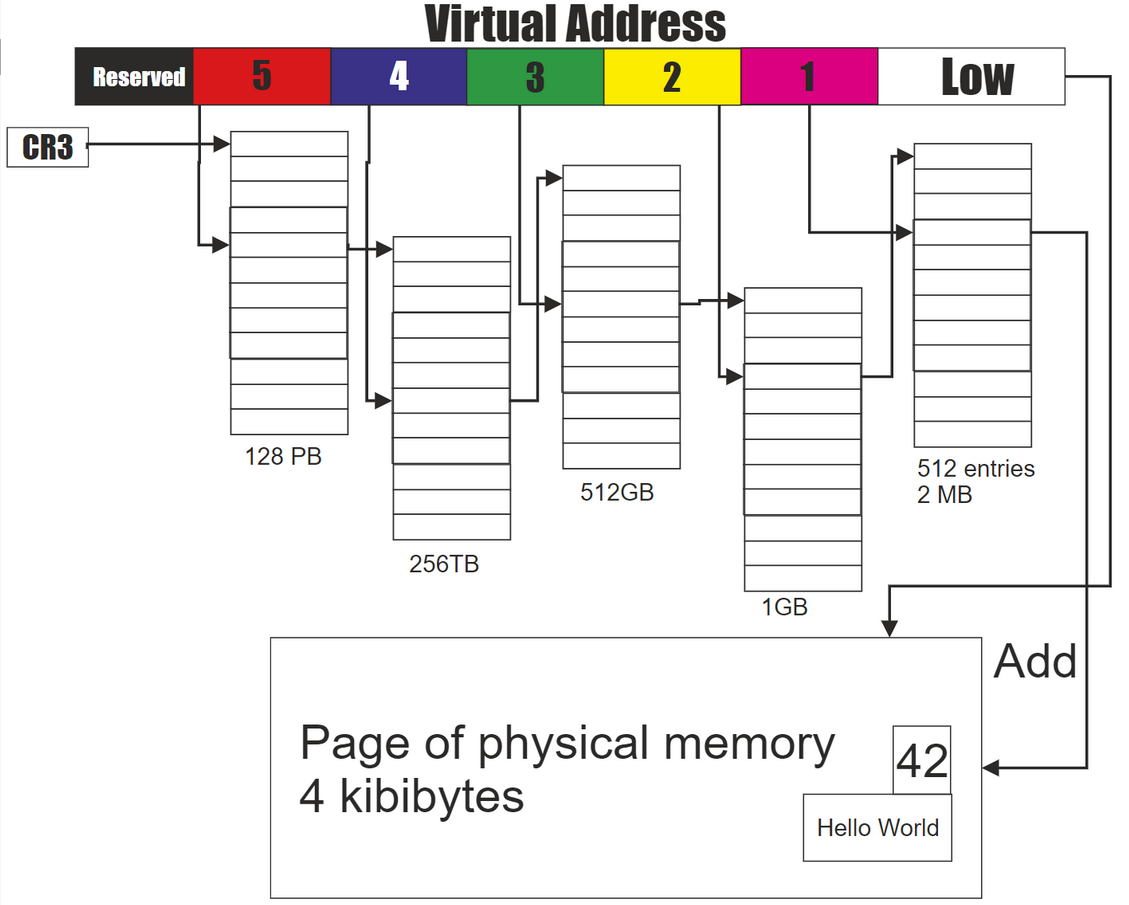 Virtual Address
Reserved
5
4
3
2
1
Low
CR3
128 PB
256TB
512GB
1GB
512 entries
2 MB
Add
Page of physical memory
4 kibibytes
42
Hello World